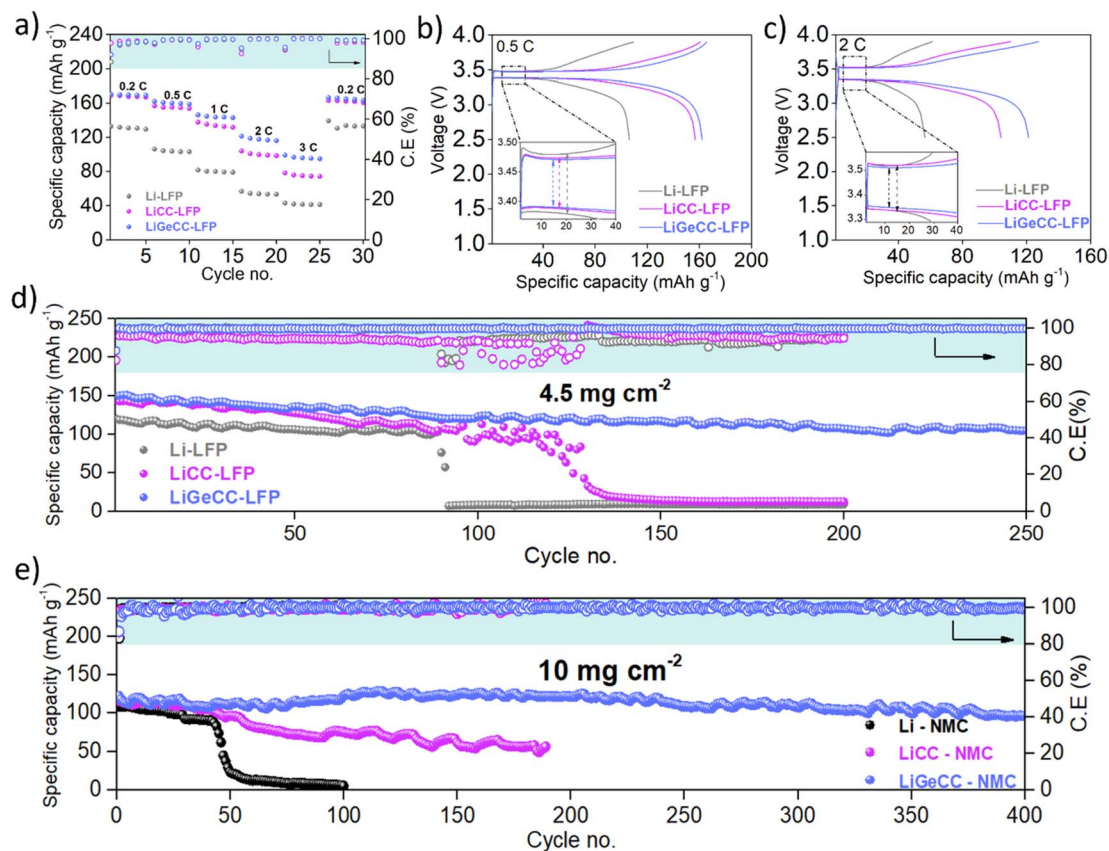 a)
Specific capacity (mAh g-1)
240
200
160
120
80
40
0
0.2 C
0.5 C
1 C
2 C
3 C
0.2 C
Li-LFP
LiCC-LFP
LiGeCC-LFP
5 10 15 20 25 30
Cycle no.
100
80
60
40
20
0
C.E (%)
b)
Voltage (V)
4.0
3.5
3.0
2.5
2.0
1.5
1.0
0.5 C
3.50
3.45
3.40
10 20 30 40
Li-LFP
LiCC-LFP
LiGeCC-LFP
40 80 120 160 200
Specific capacity (mAh g-1)
c)
Voltage (V)
4.0
3.5
3.0
2.5
2.0
1.5
1.0
2 C
3.5
3.5
3.4
3.3
10 20 30 40
Li-LFP
LiCC-LFP
LiGeCC-LFP
40 80 120 160
Specific capacity (mAh g-1)
d)
Specific capacity (mAh g-1)
250
200
150
100
50
0
4.5 mg cm-2
Li-LFP
LiCC-LFP
LiGeCC-LFP
50 100 150 200 250
Cycle no.
100
80
60
40
20
0
C.E(%)
e)
Specific capacity (mAh g-1)
250
200
150
100
50
0
10 mg cm-2
Li - NMC
LiCC - NMC
LiGeCC - NMC
0 50 100 150 200 250 300 350 400
Cycle no.
100
80
60
40
20
0
C.E (%)